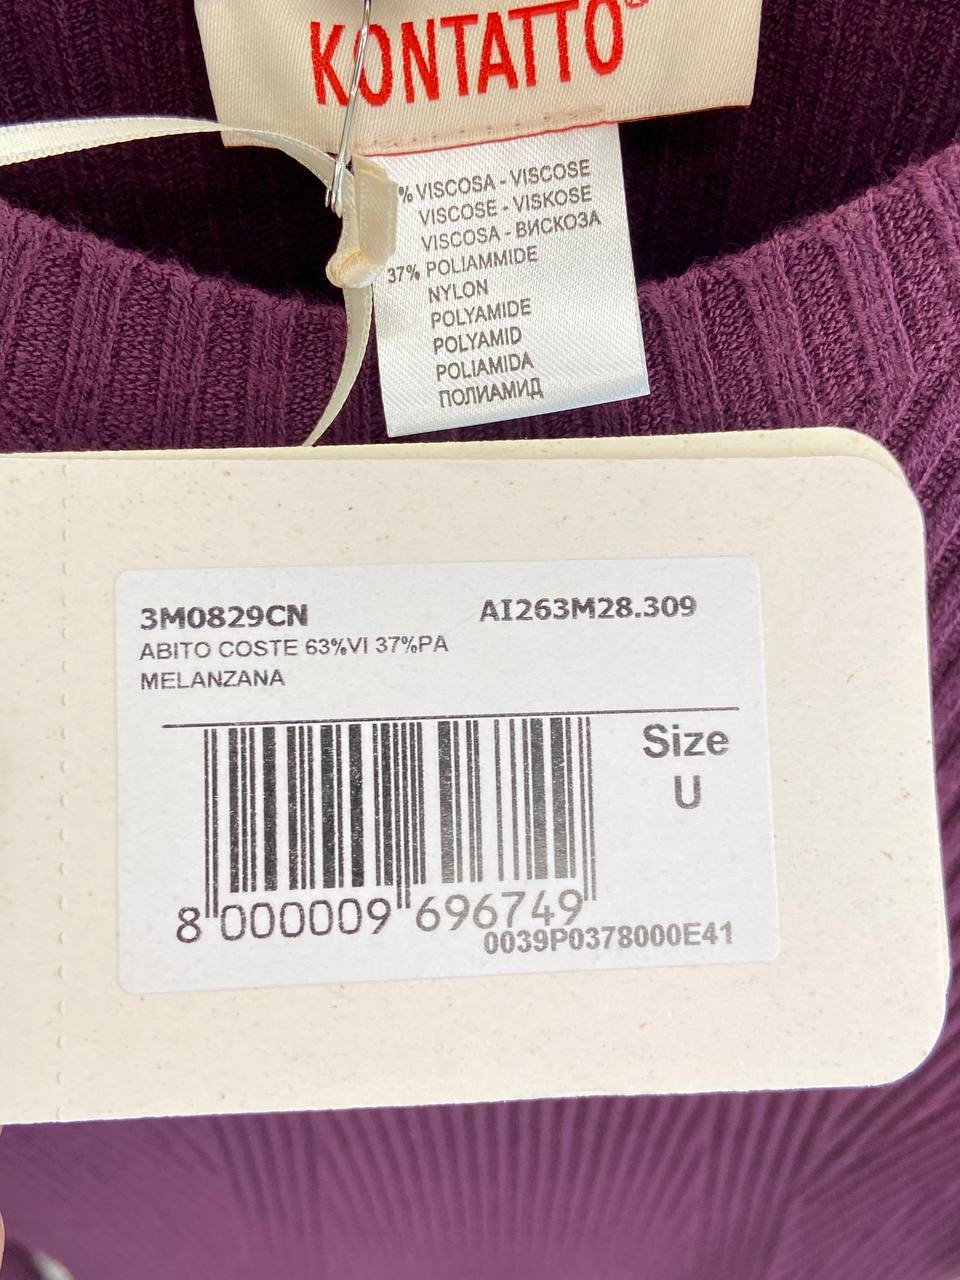 KONTATTO®
% VISCOSA - VISCOSE
VISCOSE - VISKOSE
VISCOSA - ВИСКОЗА
37% POLIAMMIDE
NYLON
POLYAMIDE
POLYAMID
POLIAMIDA
ПОЛИАМИД
3M0829CN AI263M28.309
ABITO COSTE 63%VI 37%PA
MELANZANA
Size
U
8 000009 696749
0039P0378000E41